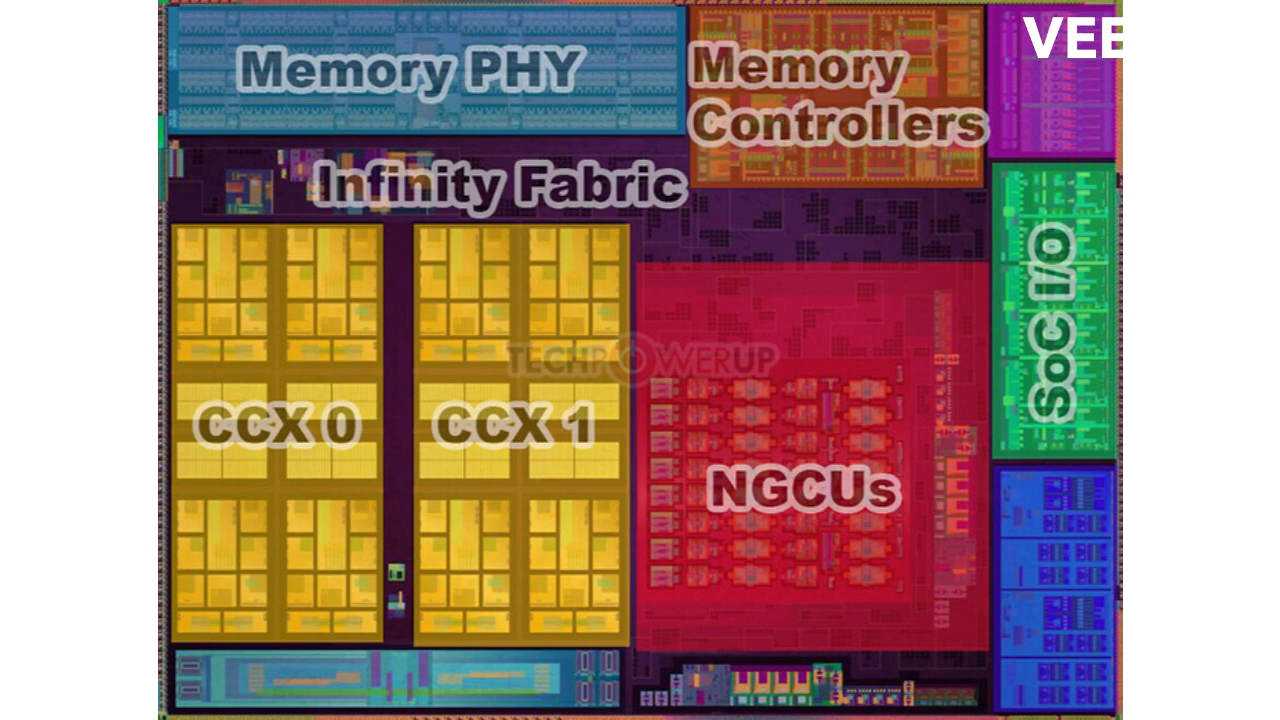 VEE
Memory PHY
Memory
Controllers
Infinity Fabric
SoC I/O
TECHPOWERUP
CCX 0
CCX 1
NGCUs